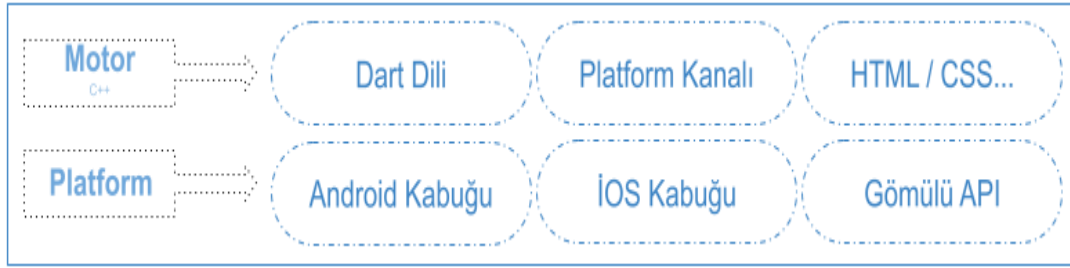 Motor
C++
Dart Dili
Platform Kanalı
HTML / CSS...
Platform
Android Kabuğu
İOS Kabuğu
Gömülü API